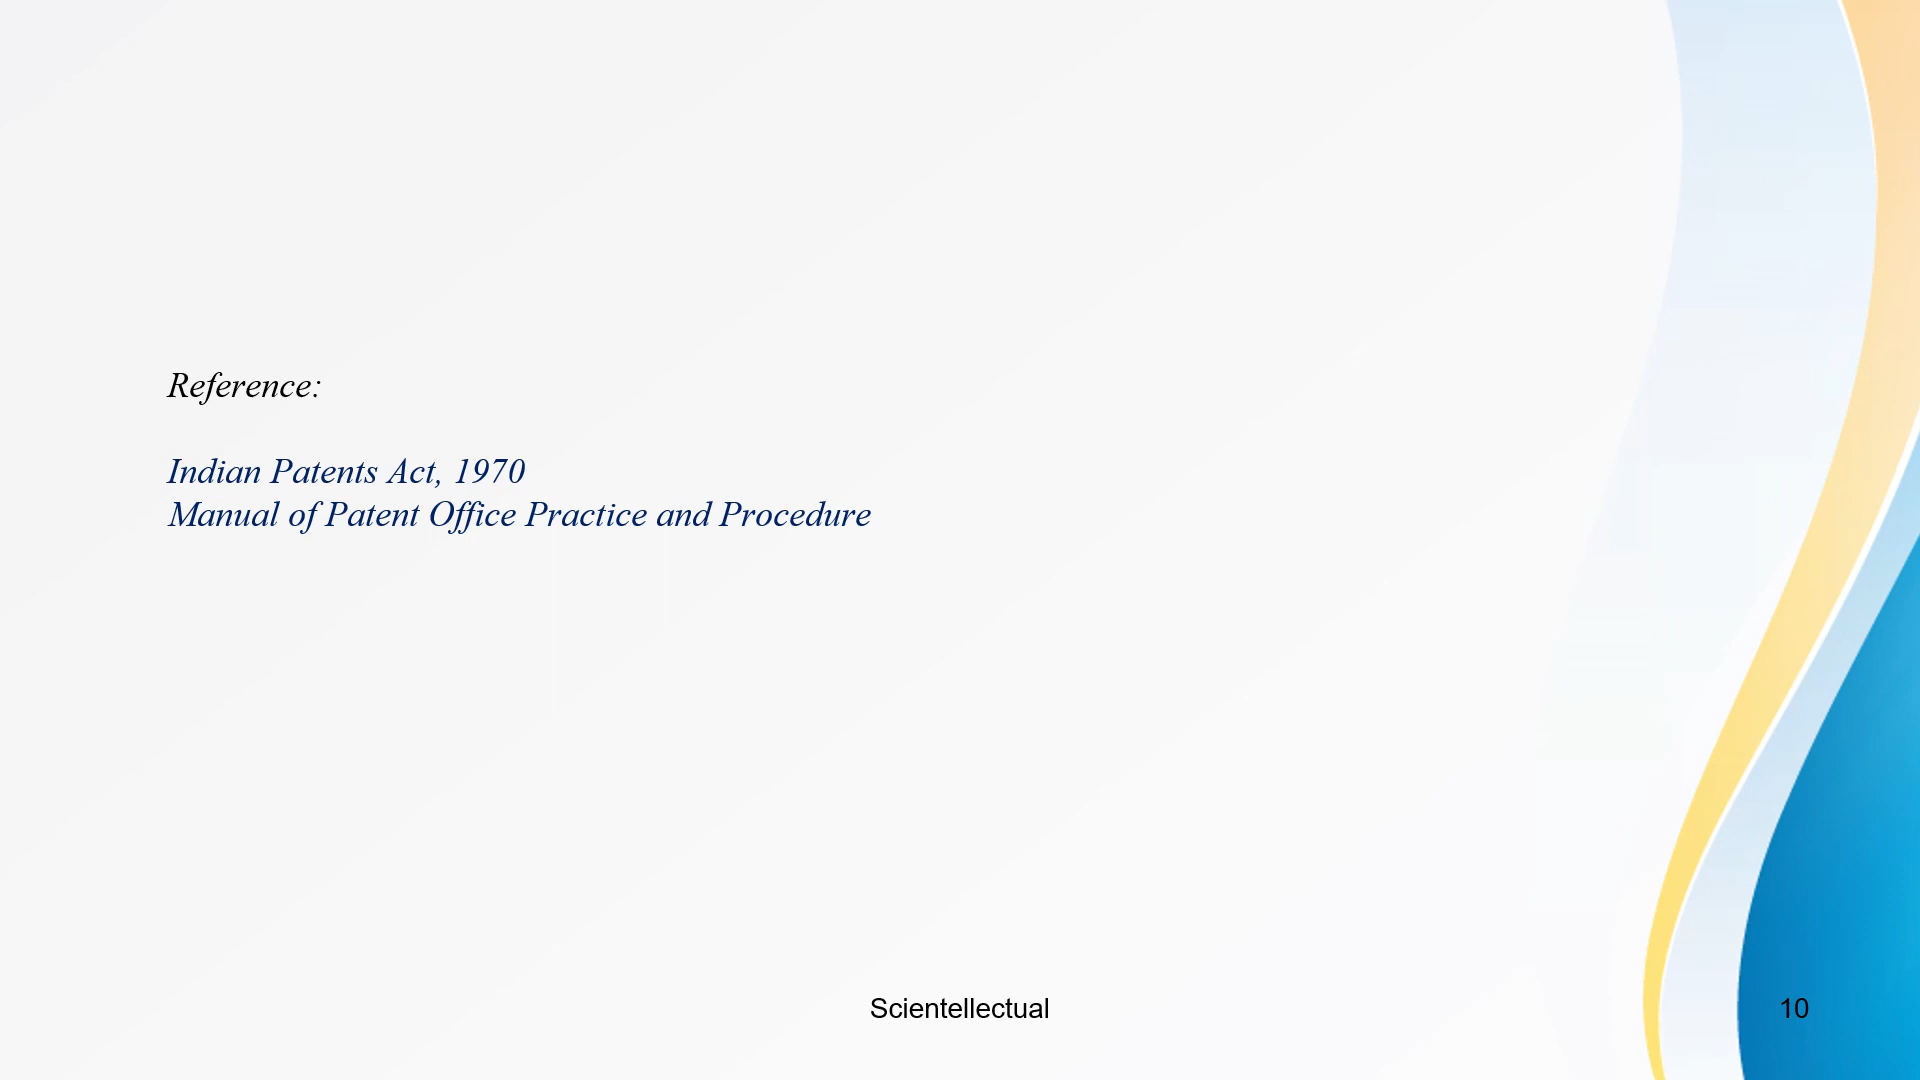 Reference:
Indian Patents Act, 1970
Manual of Patent Office Practice and Procedure
Scientellectual
10